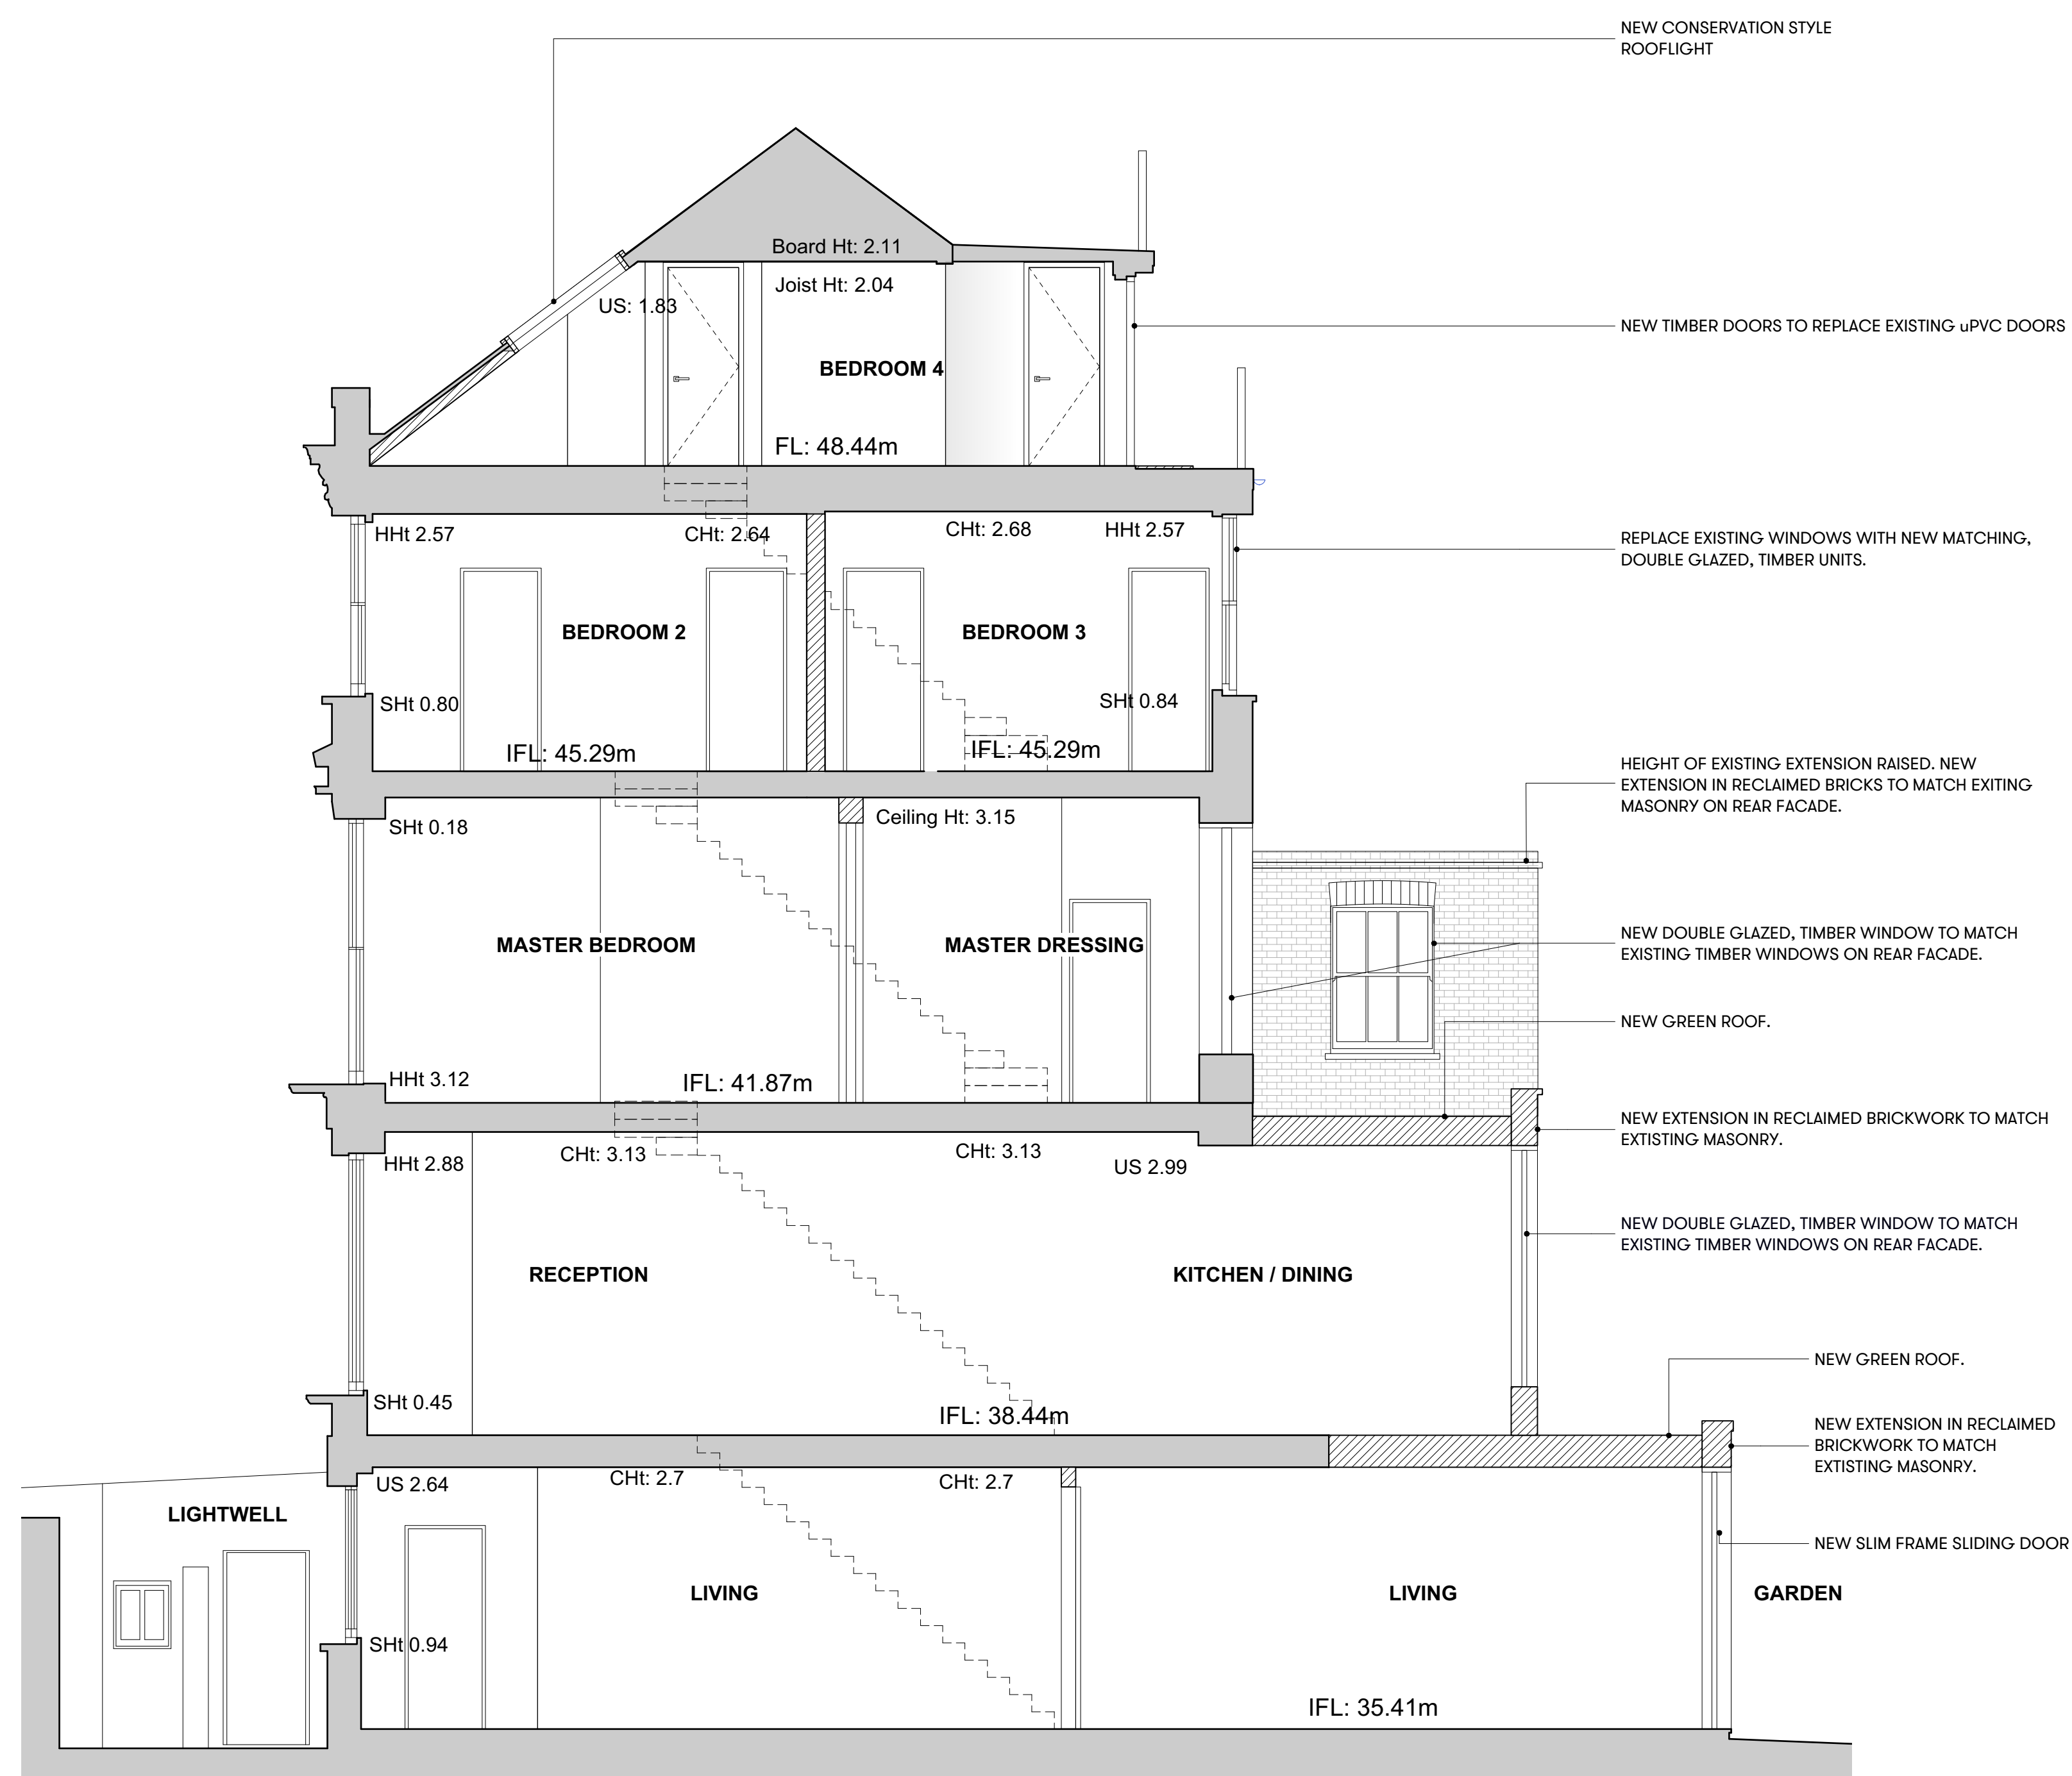 NEW CONSERVATION STYLE
ROOFLIGHT
Board Ht: 2.11
Joist Ht: 2.04
US: 1.83
NEW TIMBER DOORS TO REPLACE EXISTING uPVC DOORS
BEDROOM 4
FL: 48.44m
HHt 2.57
CHt: 2.64
CHt: 2.68
HHt 2.57
REPLACE EXISTING WINDOWS WITH NEW MATCHING,
DOUBLE GLAZED, TIMBER UNITS.
BEDROOM 2
BEDROOM 3
SHt 0.80
SHt 0.84
IFL: 45.29m
IFL: 45.29m
HEIGHT OF EXISTING EXTENSION RAISED. NEW
EXTENSION IN RECLAIMED BRICKS TO MATCH EXITING
MASONRY ON REAR FACADE.
SHt 0.18
Ceiling Ht: 3.15
MASTER BEDROOM
MASTER DRESSING
NEW DOUBLE GLAZED, TIMBER WINDOW TO MATCH
EXISTING TIMBER WINDOWS ON REAR FACADE.
NEW GREEN ROOF.
HHt 3.12
IFL: 41.87m
NEW EXTENSION IN RECLAIMED BRICKWORK TO MATCH
EXTISTING MASONRY.
HHt 2.88
CHt: 3.13
CHt: 3.13
US 2.99
NEW DOUBLE GLAZED, TIMBER WINDOW TO MATCH
EXISTING TIMBER WINDOWS ON REAR FACADE.
RECEPTION
KITCHEN / DINING
NEW GREEN ROOF.
SHt 0.45
IFL: 38.44m
NEW EXTENSION IN RECLAIMED
BRICKWORK TO MATCH
EXTISTING MASONRY.
US 2.64
CHt: 2.7
CHt: 2.7
LIGHTWELL
NEW SLIM FRAME SLIDING DOOR
LIVING
LIVING
GARDEN
SHt 0.94
IFL: 35.41m